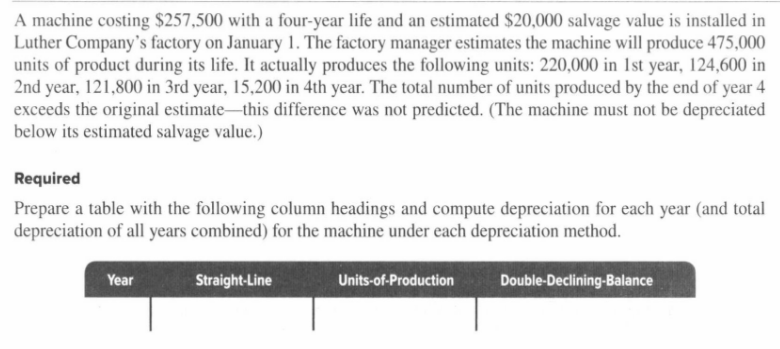 A machine costing $257,500 with a four-year life and an estimated $20,000 salvage value is installed in
Luther Company's factory on January 1. The factory manager estimates the machine will produce 475,000
units of product during its life. It actually produces the following units: 220,000 in 1st year, 124,600 in
2nd year, 121,800 in 3rd year, 15,200 in 4th year. The total number of units produced by the end of year 4
exceeds the original estimate—this difference was not predicted. (The machine must not be depreciated
below its estimated salvage value.)
Required
Prepare a table with the following column headings and compute depreciation for each year (and total
depreciation of all years combined) for the machine under each depreciation method.
Year Straight-Line Units-of-Production Double-Declining-Balance